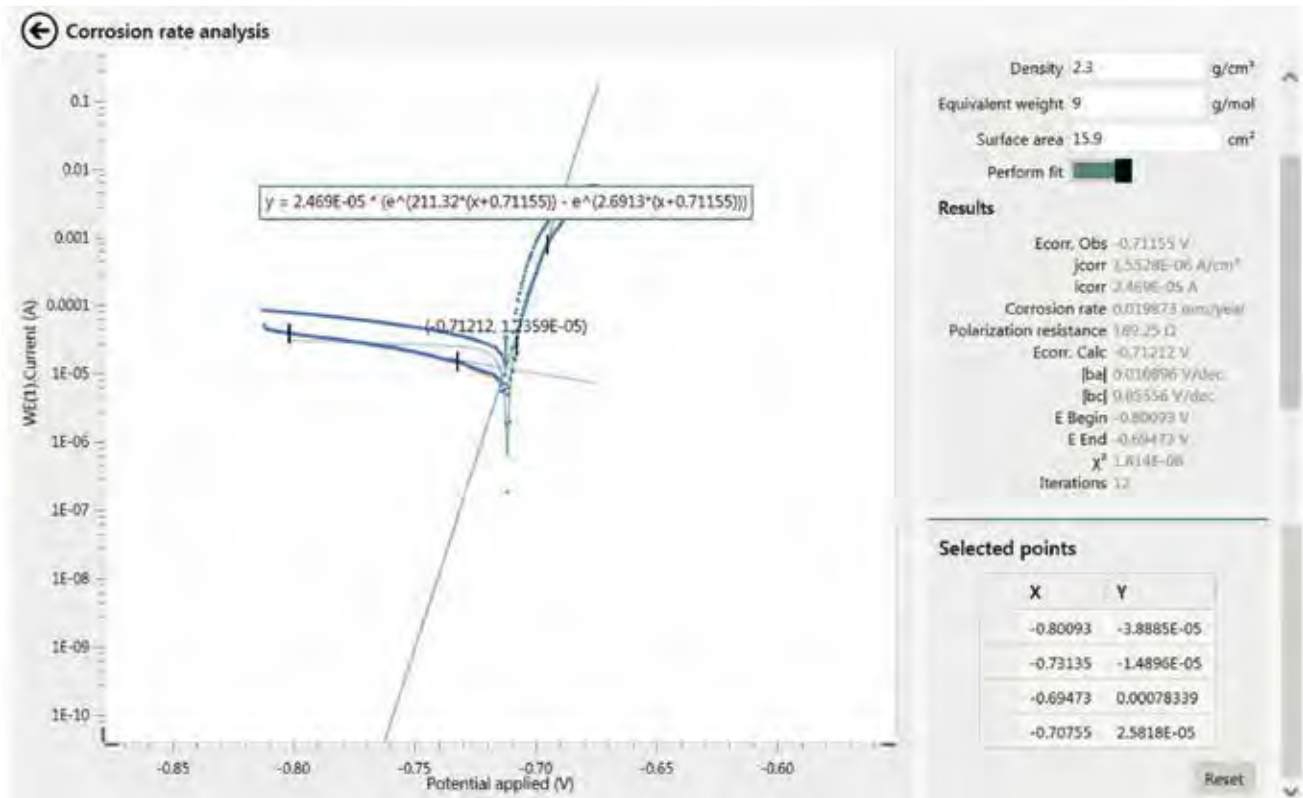 Corrosion rate analysis
0.1
0.01
0.001
0.0001
1E-05
1E-06
1E-07
1E-08
1E-09
1E-10
WE(1).Current (A)
y = 2.469E-05 * (e^(211.32*(x+0.71155)) - e^(2.6913*(x+0.71155)))
(-0.71212, 1.2359E-05)
-0.85
-0.80
-0.75
-0.70
-0.65
-0.60
Potential applied (V)
Density 2.3 g/cm³
Equivalent weight 9 g/mol
Surface area 15.9 cm²
Perform fit
Results
Ecorr. Obs -0.71155 V
jcorr 1.5528E-06 A/cm²
icorr 2.469E-05 A
Corrosion rate 0.019873 mm/year
Polarization resistance 189.25 Ω
Ecorr. Calc -0.71212 V
|ba| 0.010896 V/dec
|bc| 0.85556 V/dec
E Begin -0.80093 V
E End -0.69473 V
χ² 1.814E-08
Iterations 12
Selected points
X Y
-0.80093 -3.8885E-05
-0.73135 -1.4896E-05
-0.69473 0.00078339
-0.70755 2.5818E-05
Reset